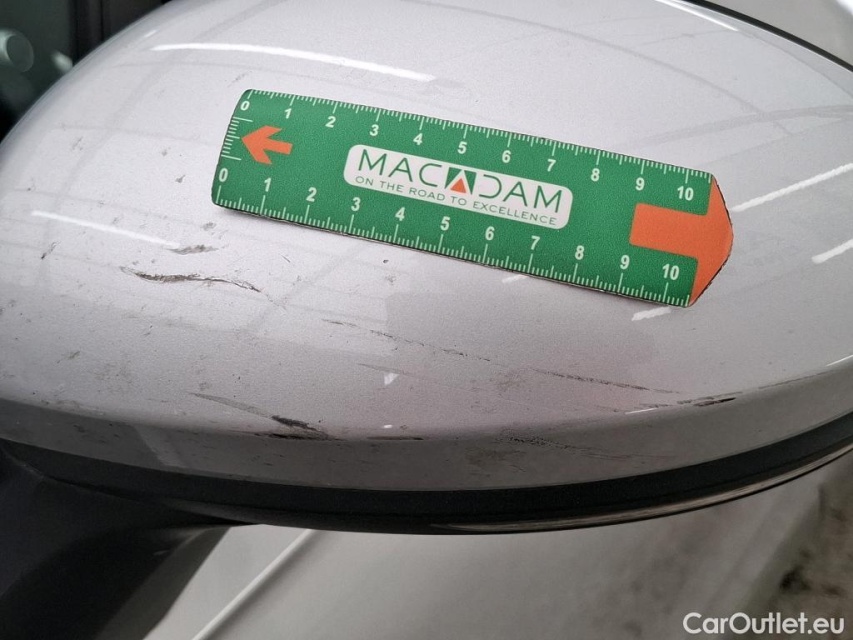 0 1 2 3 4 5 6 7 8 9 10
MACADAM
ON THE ROAD TO EXCELLENCE
0 1 2 3 4 5 6 7 8 9 10
CarOutlet.eu